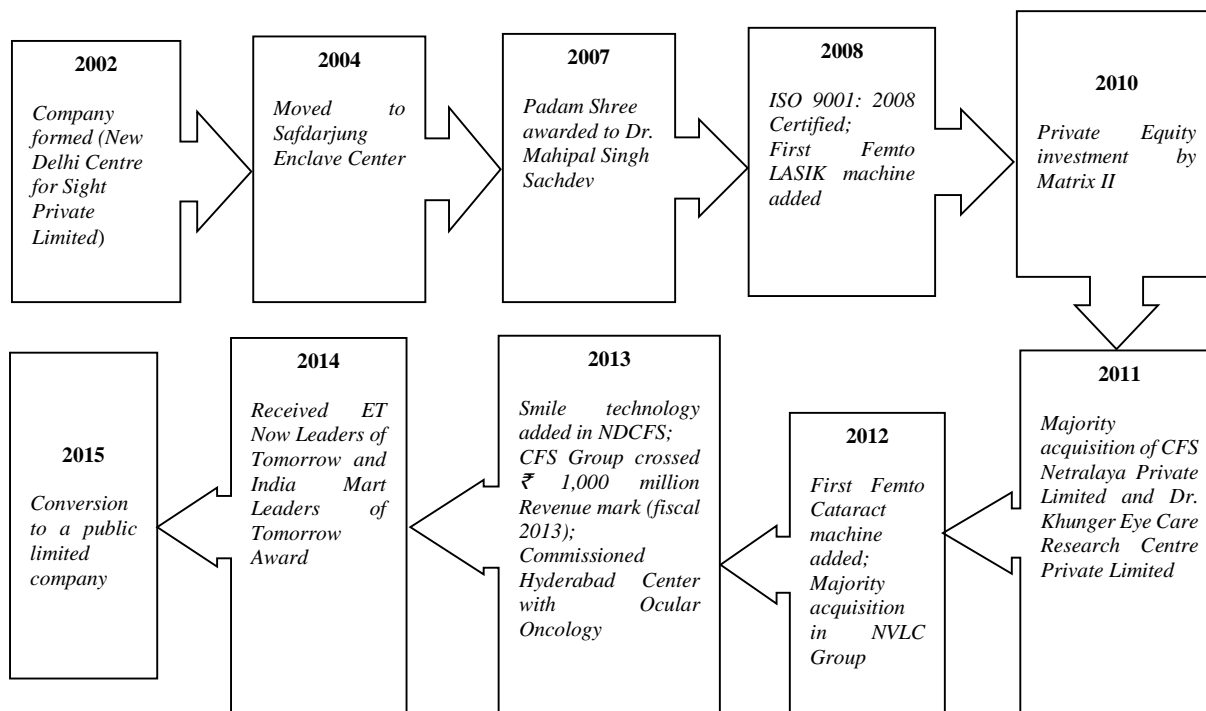 2002
Company
formed (New
Delhi Centre
for Sight
Private
Limited)
2004
Moved to
Safdarjung
Enclave Center
2007
Padam Shree
awarded to Dr.
Mahipal Singh
Sachdev
2008
ISO 9001: 2008
Certified;
First Femto
LASIK machine
added
2010
Private Equity
investment by
Matrix II
2011
Majority
acquisition of CFS
Netralaya Private
Limited and Dr.
Khunger Eye Care
Research Centre
Private Limited
2012
First Femto
Cataract
machine
added;
Majority
acquisition
in NVLC
Group
2013
Smile technology
added in NDCFS;
CFS Group crossed
₹ 1,000 million
Revenue mark (fiscal
2013);
Commissioned
Hyderabad Center
with Ocular
Oncology
2014
Received ET
Now Leaders of
Tomorrow and
India Mart
Leaders of
Tomorrow
Award
2015
Conversion
to a public
limited
company